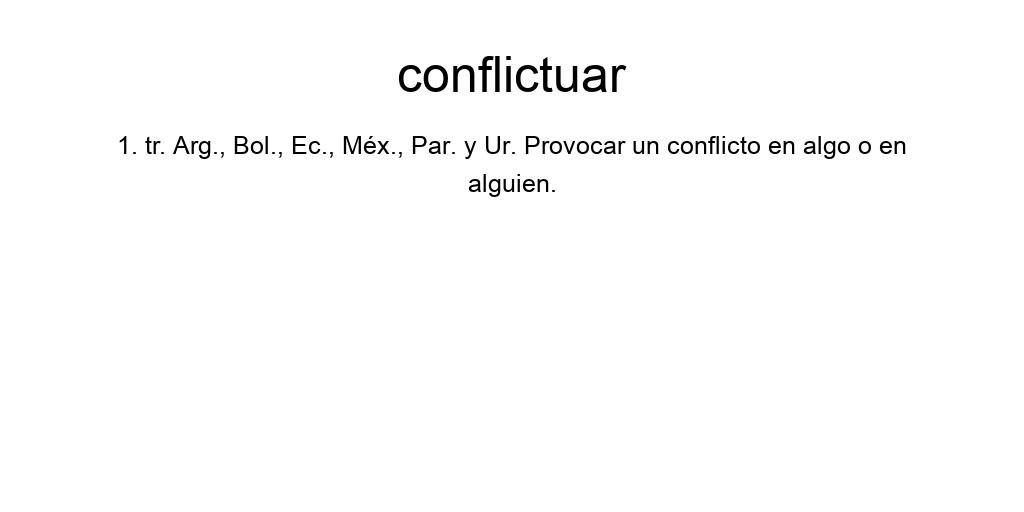 conflictuar
1. tr. Arg., Bol., Ec., Méx., Par. y Ur. Provocar un conflicto en algo o en
alguien.